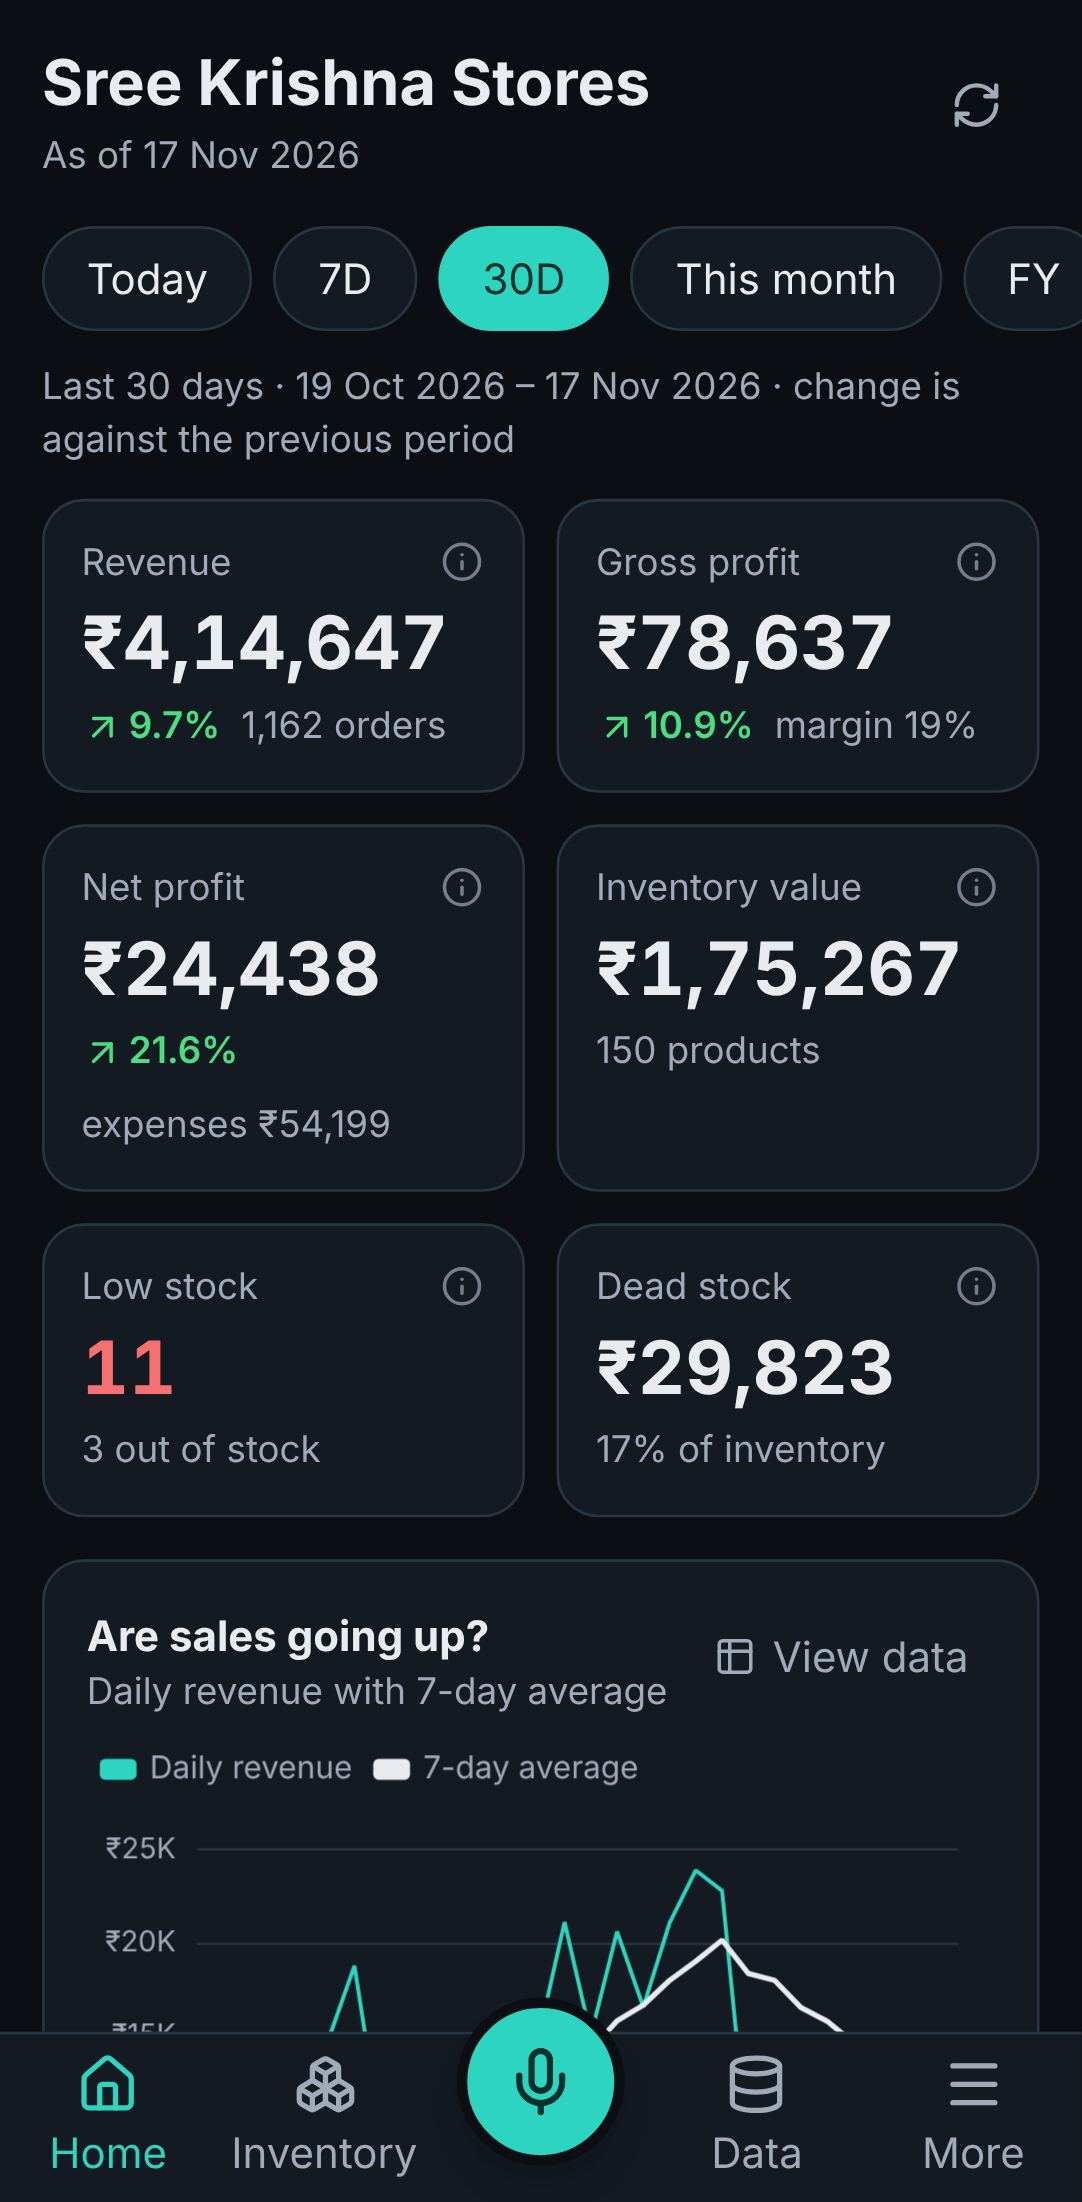 Sree Krishna Stores
As of 17 Nov 2026
Today 7D 30D This month FY
Last 30 days · 19 Oct 2026 – 17 Nov 2026 · change is
against the previous period
Revenue
₹4,14,647
9.7% 1,162 orders
Gross profit
₹78,637
10.9% margin 19%
Net profit
₹24,438
21.6%
expenses ₹54,199
Inventory value
₹1,75,267
150 products
Low stock
11
3 out of stock
Dead stock
₹29,823
17% of inventory
Are sales going up?
Daily revenue with 7-day average
View data
Daily revenue 7-day average
₹25K
₹20K
₹15K
Home Inventory Data More